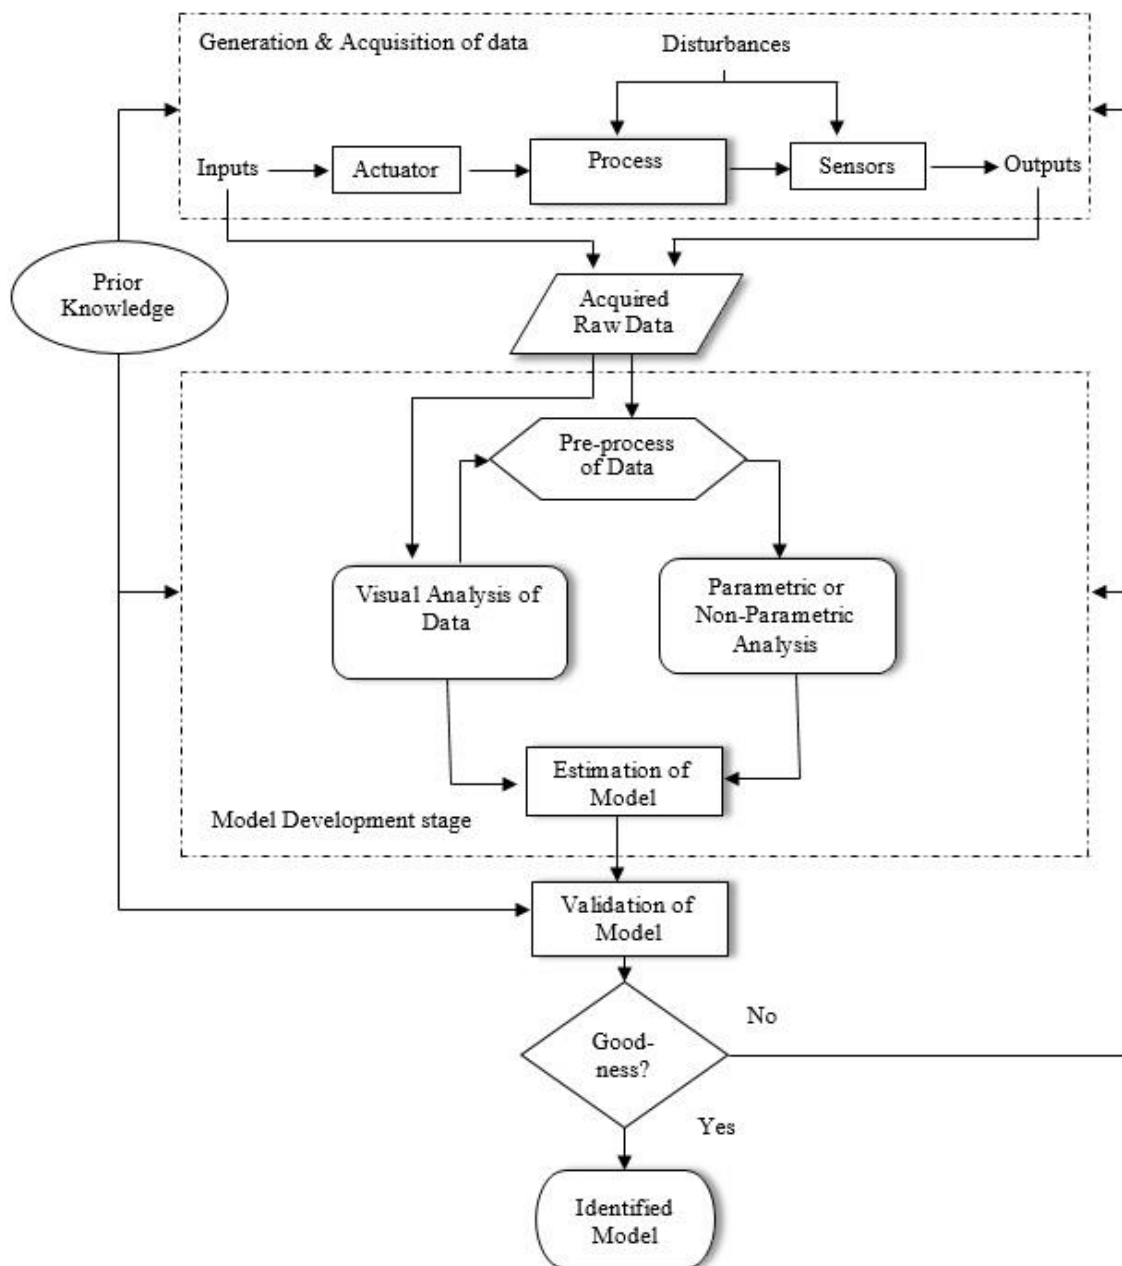 Generation & Acquisition of data
Disturbances
Inputs
Actuator
Process
Sensors
Outputs
Prior
Knowledge
Acquired
Raw Data
Pre-process
of Data
Visual Analysis of
Data
Parametric or
Non-Parametric
Analysis
Estimation of
Model
Model Development stage
Validation of
Model
Good-
ness?
No
Yes
Identified
Model